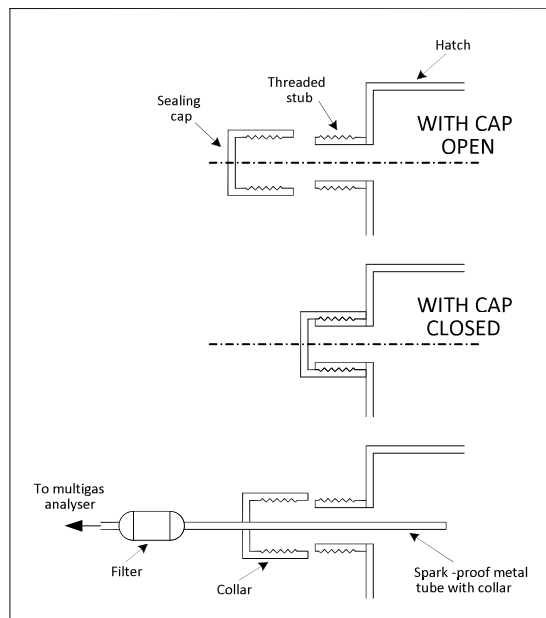 Hatch
Threaded
stub
Sealing
cap
WITH CAP
OPEN
WITH CAP
CLOSED
To multigas
analyser
Filter
Collar
Spark -proof metal
tube with collar